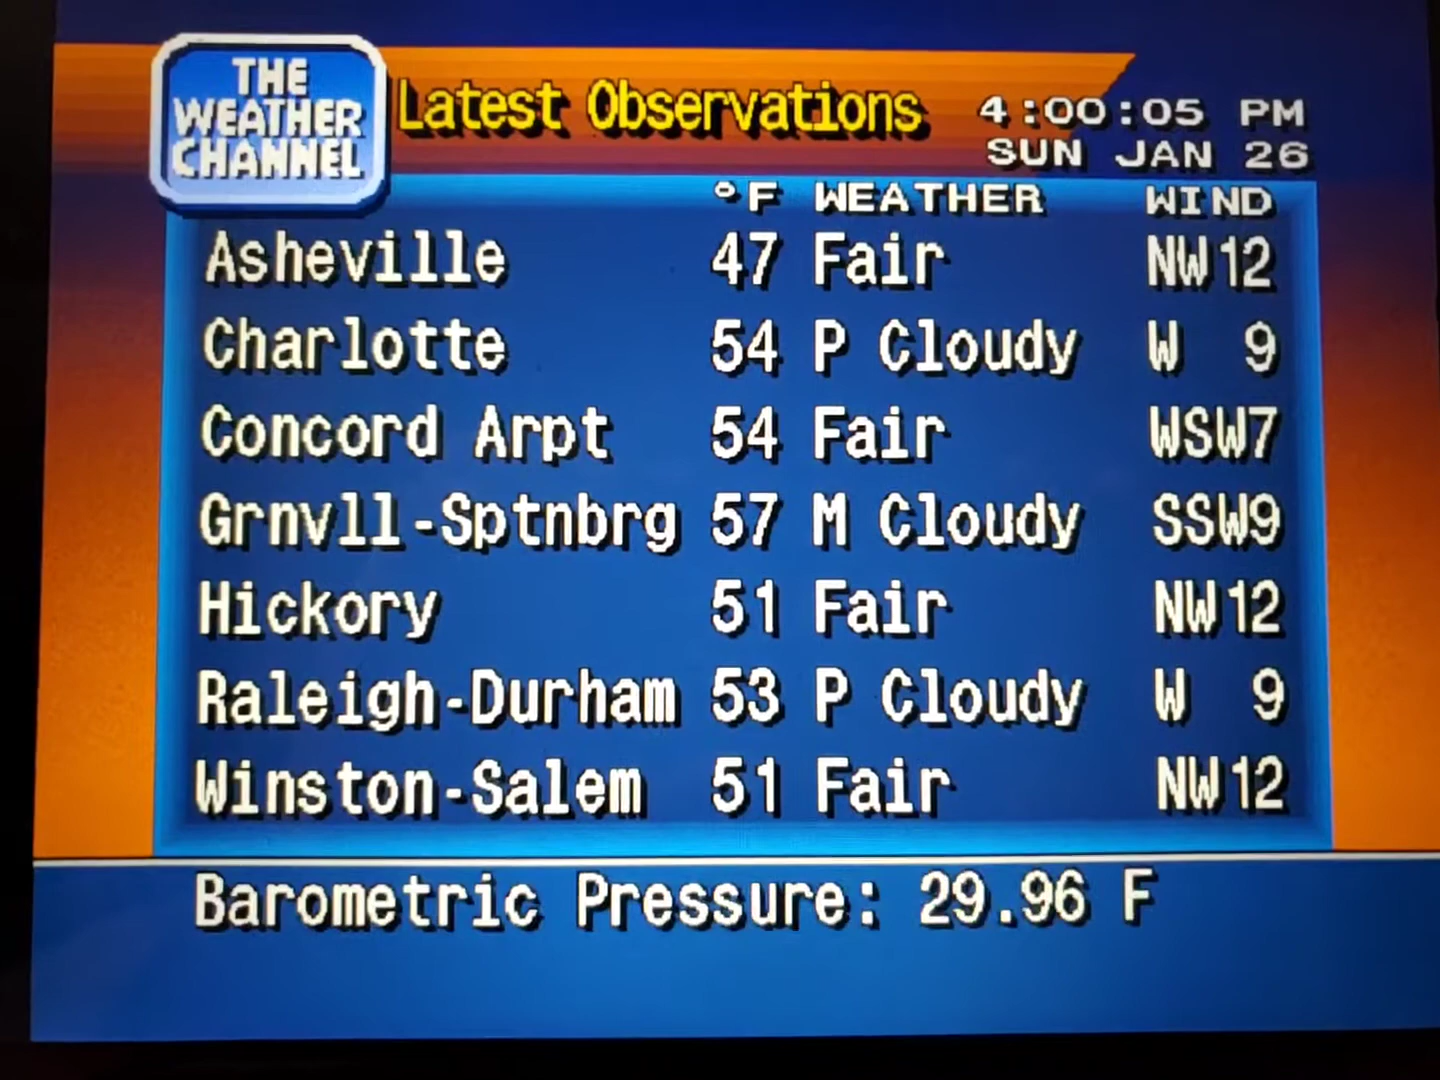 THE
WEATHER
CHANNEL
Latest Observations
4:00:05 PM
SUN JAN 26
°F WEATHER WIND
Asheville 47 Fair NW12
Charlotte 54 P Cloudy W 9
Concord Arpt 54 Fair WSW7
Grnvll-Sptnbrg 57 M Cloudy SSW9
Hickory 51 Fair NW12
Raleigh-Durham 53 P Cloudy W 9
Winston-Salem 51 Fair NW12
Barometric Pressure: 29.96 F